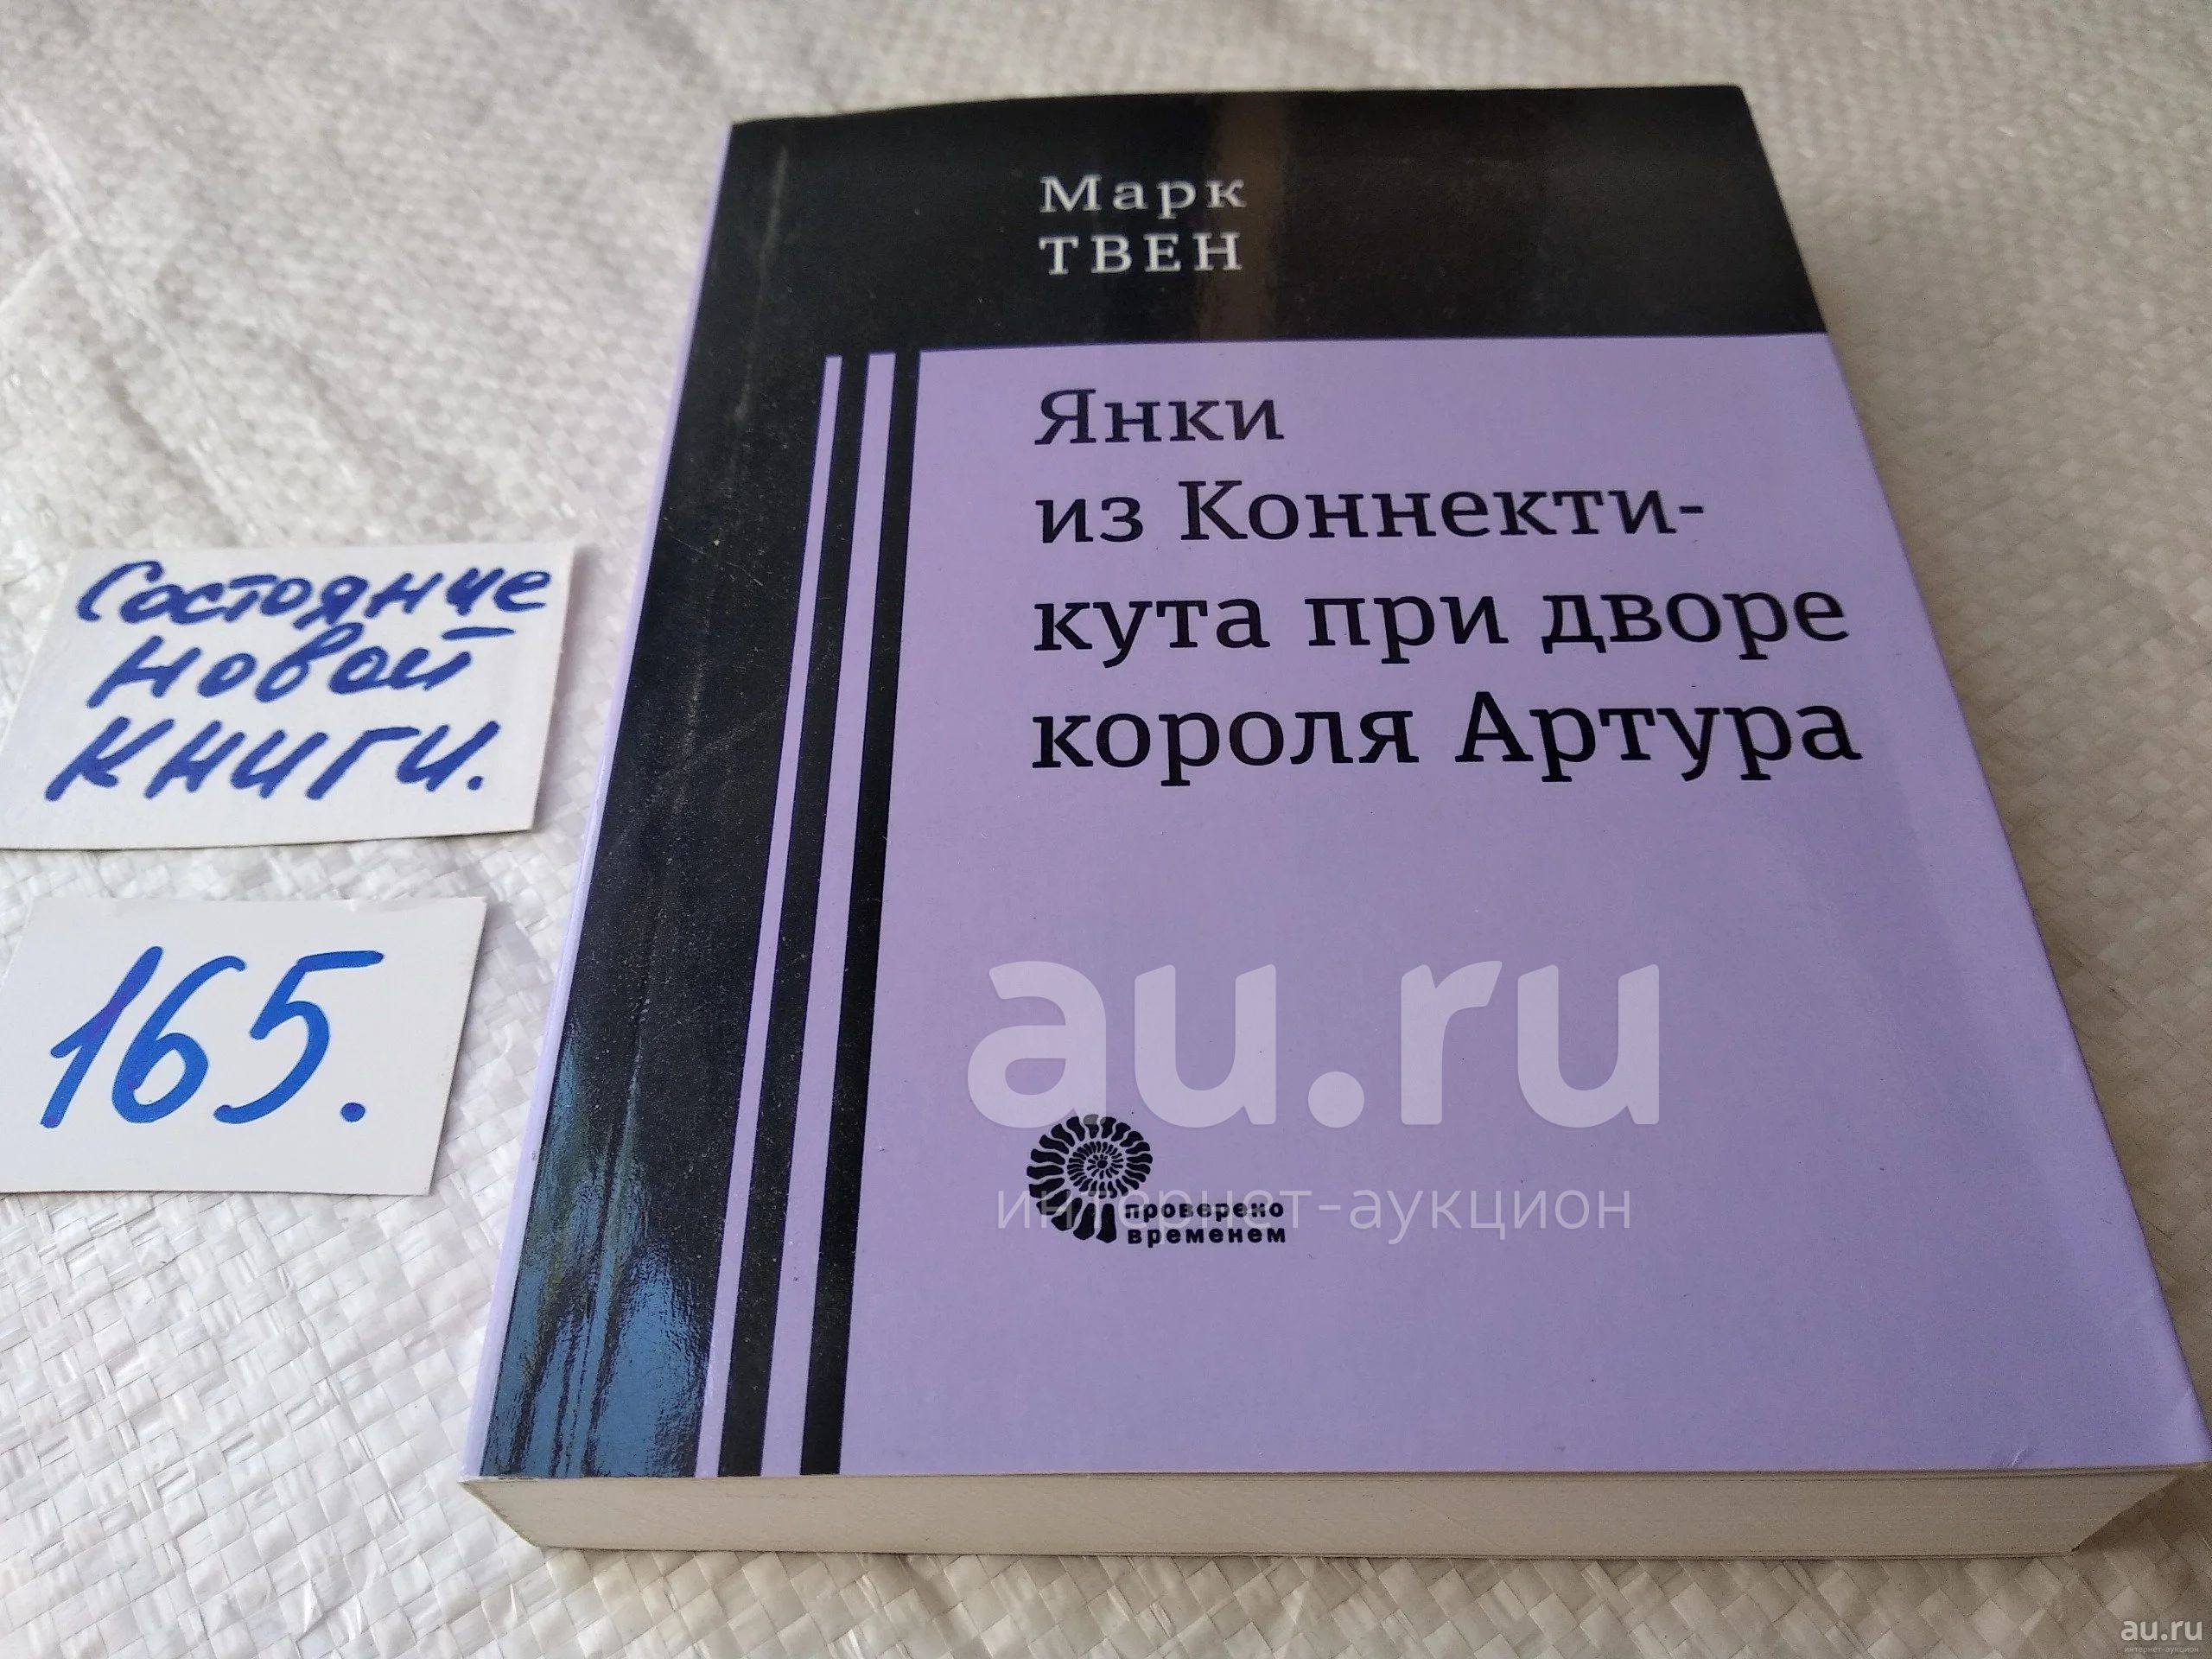 Марк
ТВЕН
Янки
из Коннекти-
кута при дворе
короля Артура
проверено
временем
Состояние
новой
книги.
165.
au.ru
интернет-аукцион
au.ru
интернет-аукцион